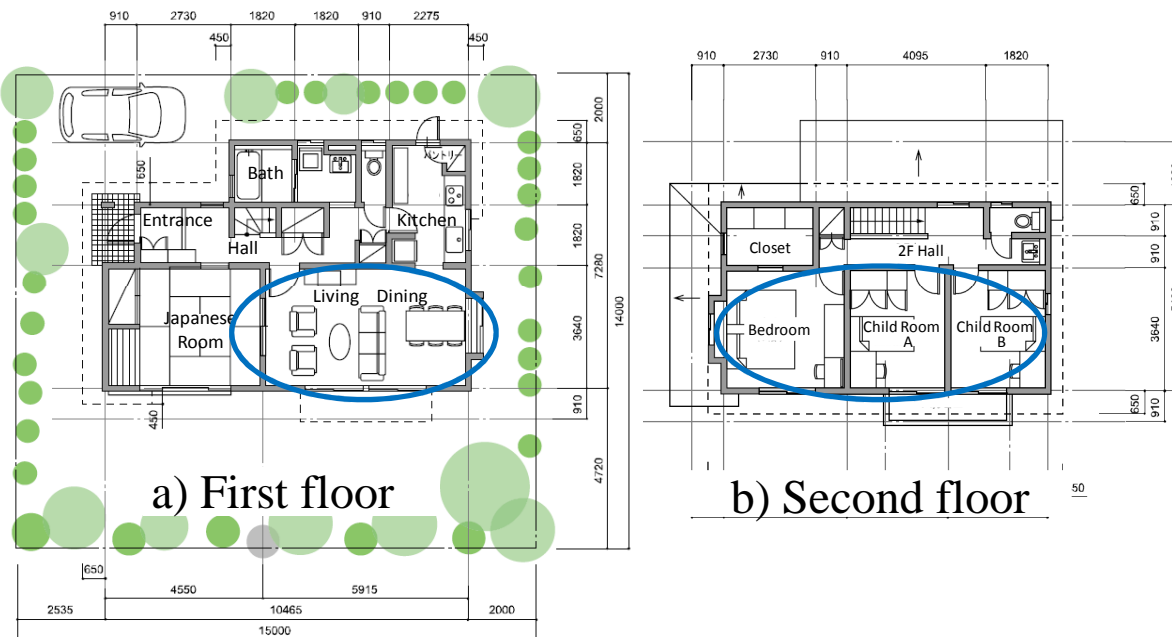 910 2730 1820 1820 910 2275
450 450
2000
650
1820
1820
7280
3640
14000
910
4720
650
Bath
パントリー
Entrance
Hall
Kitchen
Living Dining
Japanese
Room
450
a) First floor
650
4550 5915
2535 10465 2000
15000
910 2730 910 4095 1820
650
910
910
3640
650
910
Closet
2F Hall
Bedroom
Child Room
A
Child Room
B
b) Second floor
50